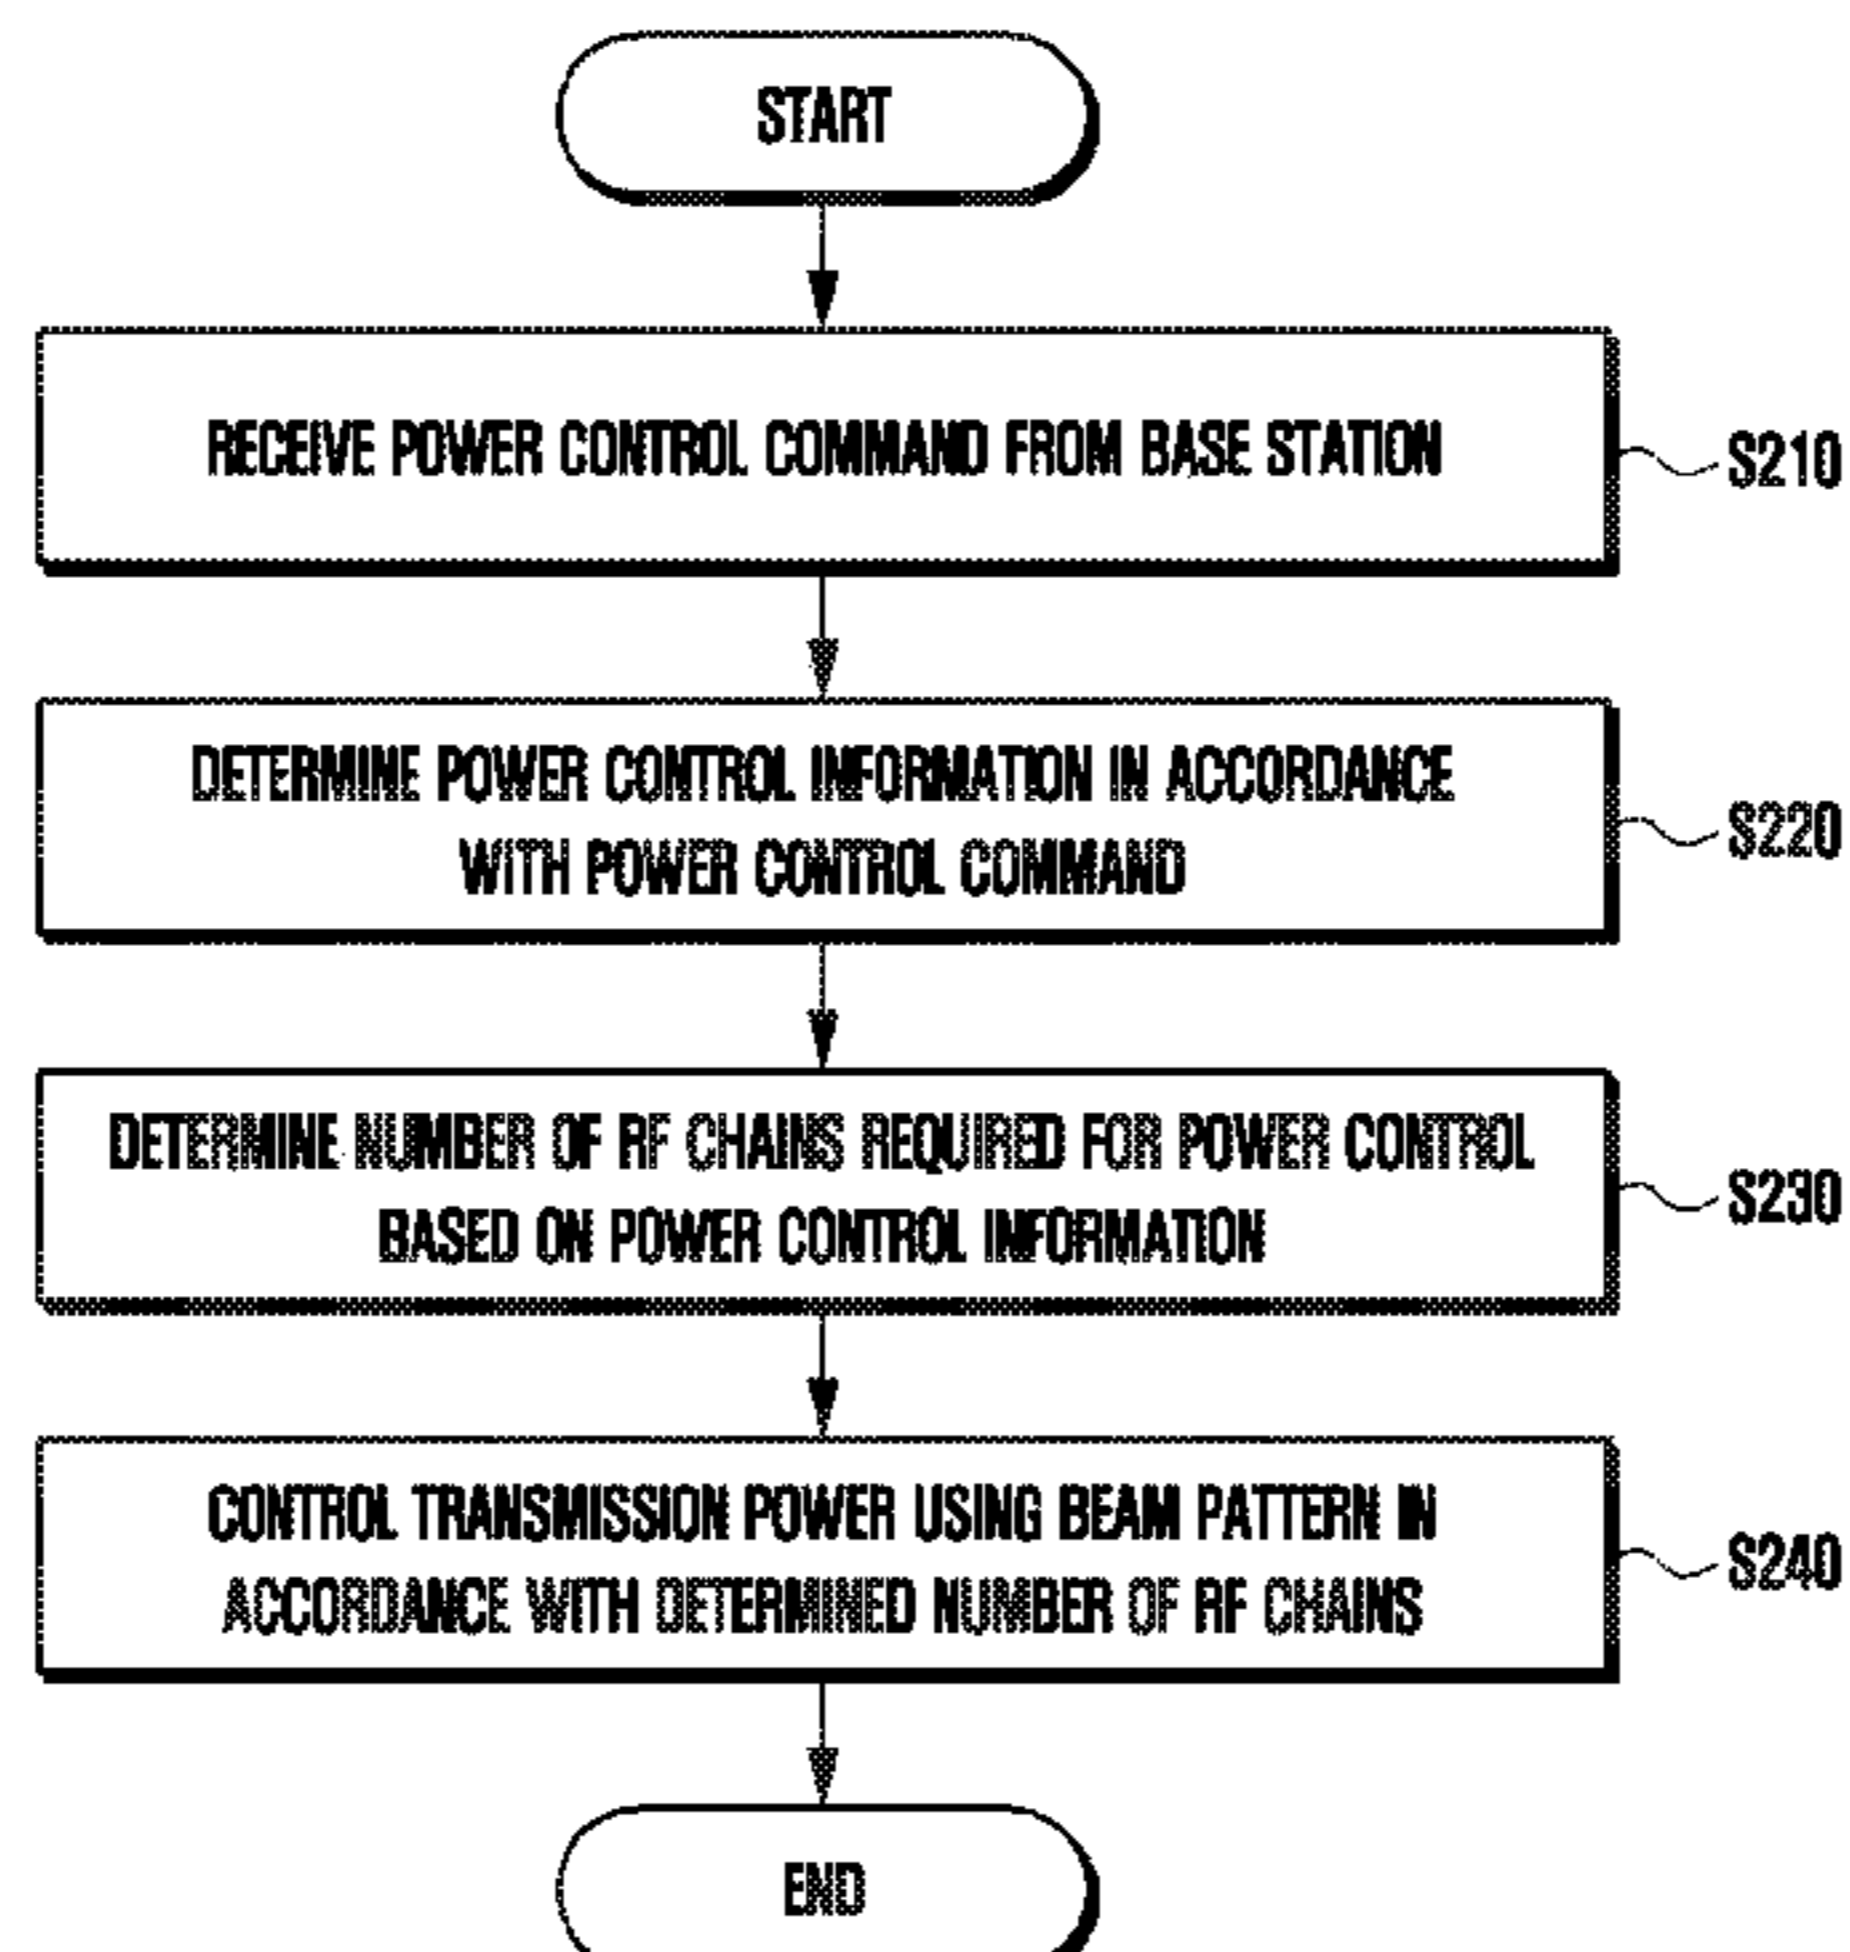 START
RECEIVE POWER CONTROL COMMAND FROM BASE STATION
S210
DETERMINE POWER CONTROL INFORMATION IN ACCORDANCE
WITH POWER CONTROL COMMAND
S220
DETERMINE NUMBER OF RF CHAINS REQUIRED FOR POWER CONTROL
BASED ON POWER CONTROL INFORMATION
S230
CONTROL TRANSMISSION POWER USING BEAM PATTERN IN
ACCORDANCE WITH DETERMINED NUMBER OF RF CHAINS
S240
END